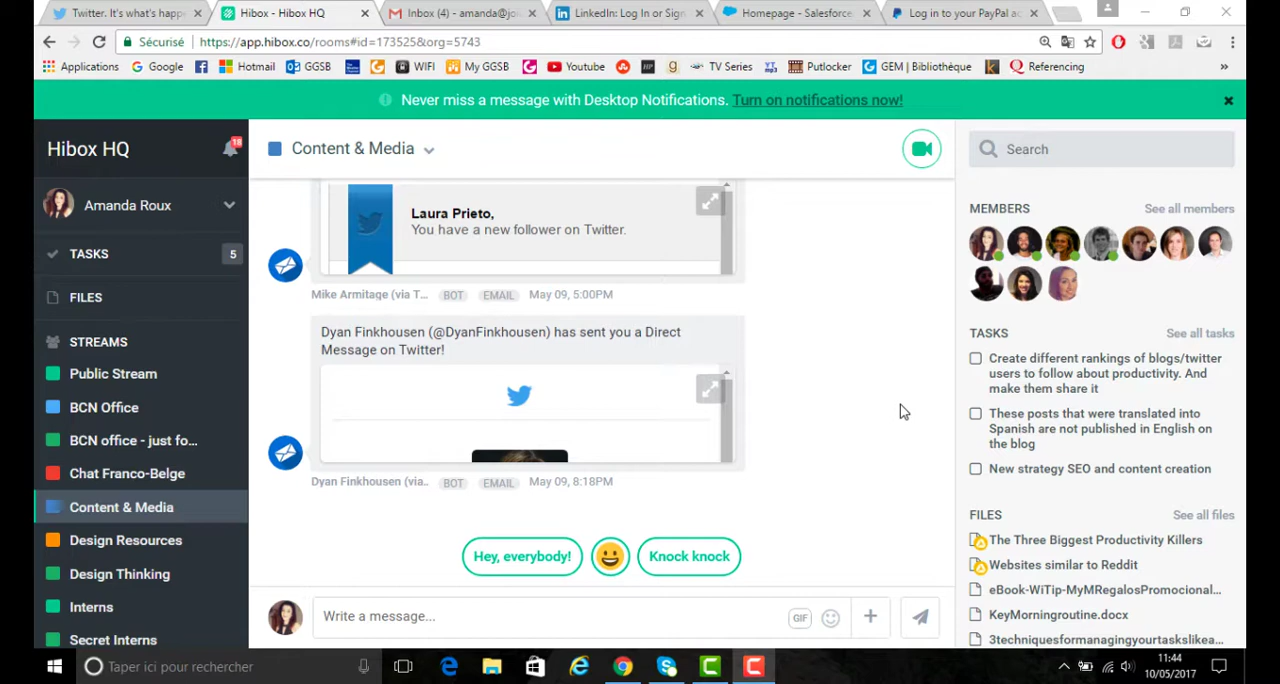 Twitter. It's what's happ
Hibox - Hibox HQ
Inbox (4) - amanda@joi
LinkedIn: Log In or Sign
Homepage - Salesforce
Log in to your PayPal ac
Sécurisé
https://app.hibox.co/rooms#id=173525&org=5743
Applications
Google
Hotmail
GGSB
WIFI
My GGSB
Youtube
TV Series
Putlocker
GEM | Bibliothèque
Referencing
»
Never miss a message with Desktop Notifications. Turn on notifications now!
Hibox HQ
18
Amanda Roux
TASKS
5
FILES
STREAMS
Public Stream
BCN Office
BCN office - just fo...
Chat Franco-Belge
Content & Media
Design Resources
Design Thinking
Interns
Secret Interns
Content & Media
Laura Prieto,
You have a new follower on Twitter.
Mike Armitage (via T...
BOT
EMAIL
May 09, 5:00PM
Dyan Finkhousen (@DyanFinkhousen) has sent you a Direct
Message on Twitter!
Dyan Finkhousen (via..
BOT
EMAIL
May 09, 8:18PM
Hey, everybody!
Knock knock
Write a message...
GIF
Search
MEMBERS
See all members
TASKS
See all tasks
Create different rankings of blogs/twitter
users to follow about productivity. And
make them share it
These posts that were translated into
Spanish are not published in English on
the blog
New strategy SEO and content creation
FILES
See all files
The Three Biggest Productivity Killers
Websites similar to Reddit
eBook-WiTip-MyMRegalosPromocional...
KeyMorningroutine.docx
3techniquesformanagingyourtaskslikea...
Taper ici pour rechercher
11:44
10/05/2017